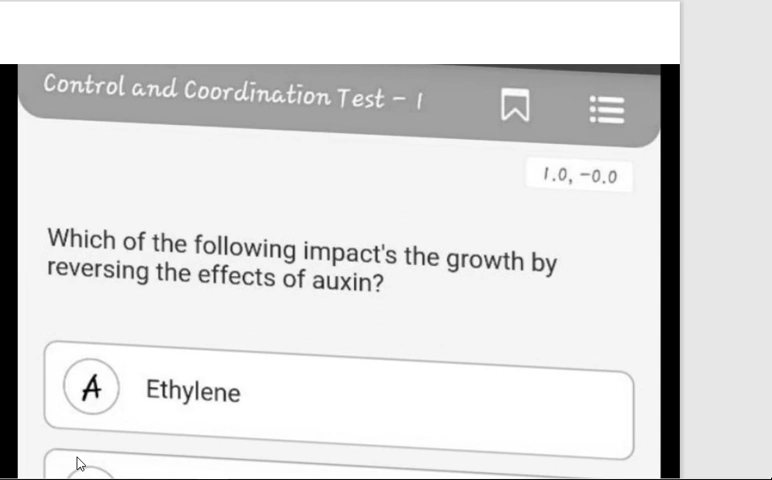 Control and Coordination Test - 1
1.0, -0.0
Which of the following impact's the growth by
reversing the effects of auxin?
A Ethylene